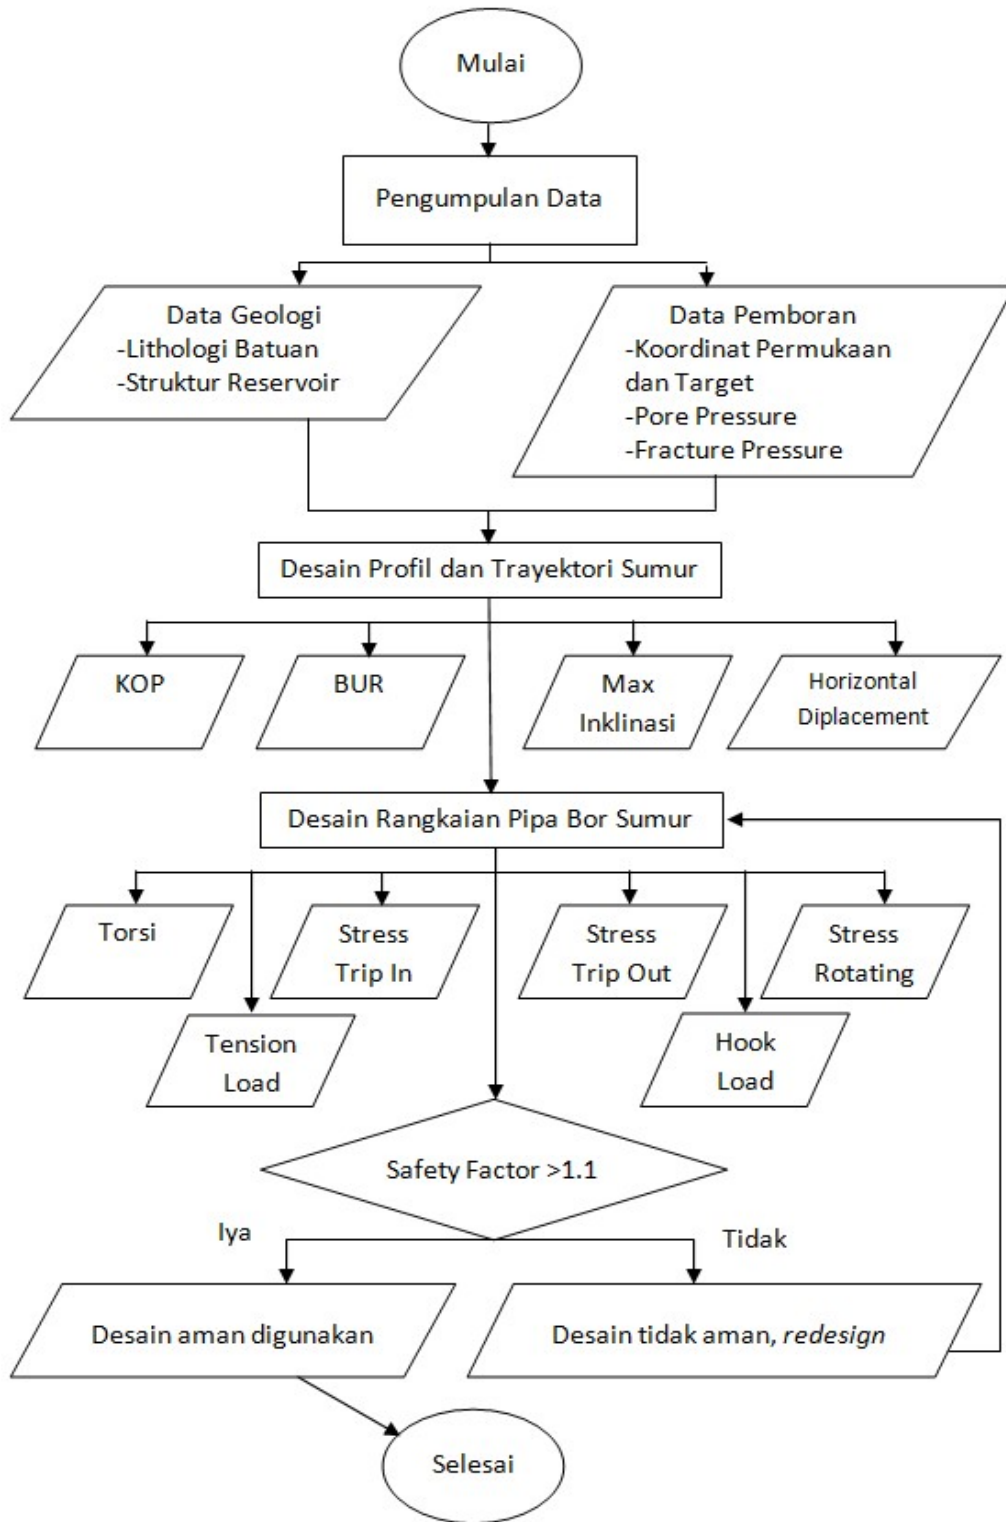 Mulai
Pengumpulan Data
Data Geologi
-Lithologi Batuan
-Struktur Reservoir
Data Pemboran
-Koordinat Permukaan
dan Target
-Pore Pressure
-Fracture Pressure
Desain Profil dan Trayektori Sumur
KOP
BUR
Max
Inklinasi
Horizontal
Diplacement
Desain Rangkaian Pipa Bor Sumur
Torsi
Tension
Load
Stress
Trip In
Stress
Trip Out
Hook
Load
Stress
Rotating
Safety Factor >1.1
Iya
Tidak
Desain aman digunakan
Desain tidak aman, redesign
Selesai